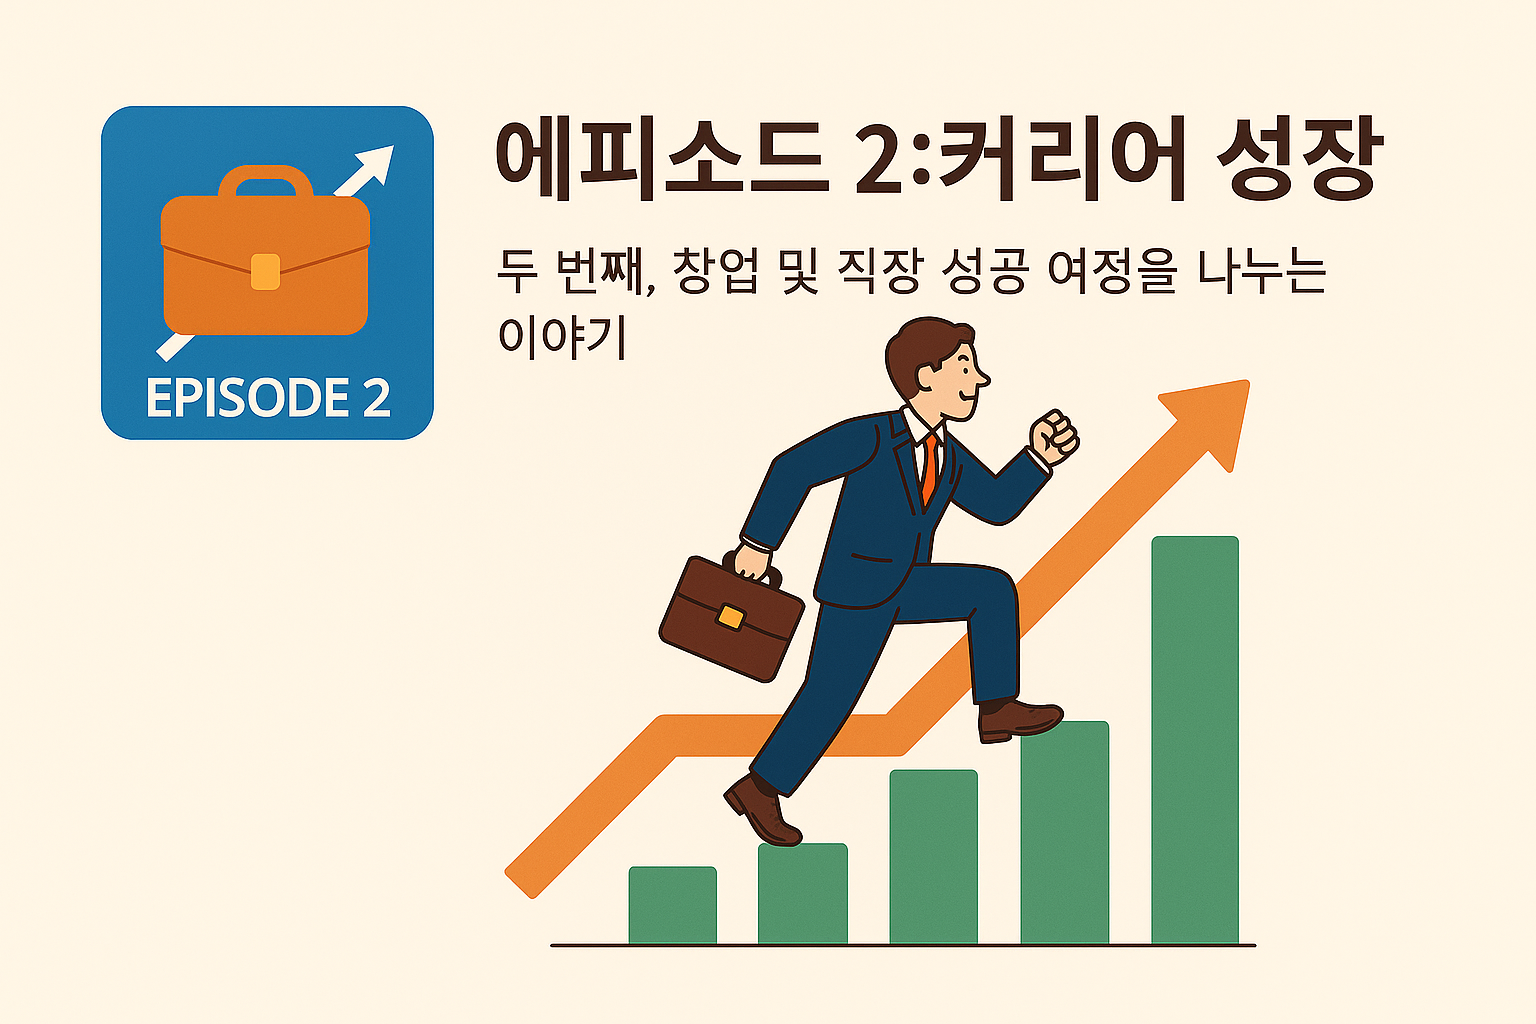 에피소드 2:커리어 성장
두 번째, 창업 및 직장 성공 여정을 나누는
이야기
EPISODE 2